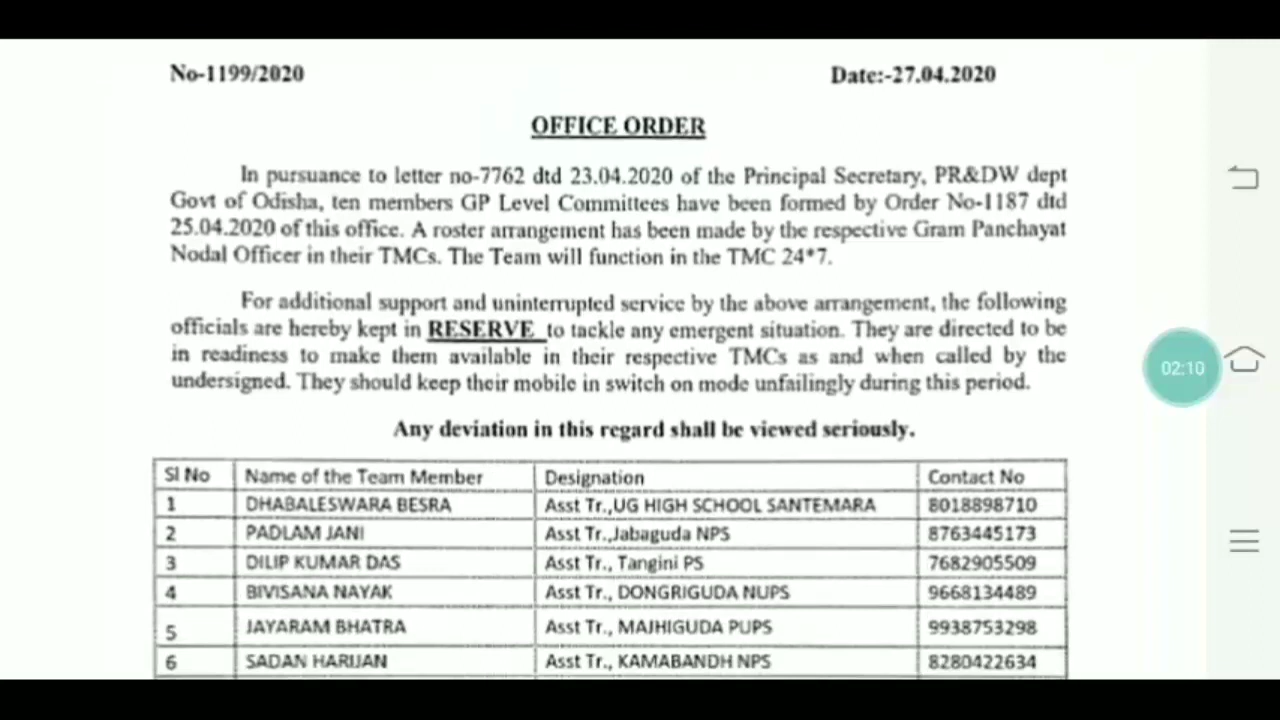 No-1199/2020 Date:-27.04.2020
OFFICE ORDER
In pursuance to letter no-7762 dtd 23.04.2020 of the Principal Secretary, PR&DW dept
Govt of Odisha, ten members GP Level Committees have been formed by Order No-1187 dtd
25.04.2020 of this office. A roster arrangement has been made by the respective Gram Panchayat
Nodal Officer in their TMCs. The Team will function in the TMC 24*7.
For additional support and uninterrupted service by the above arrangement, the following
officials are hereby kept in RESERVE to tackle any emergent situation. They are directed to be
in readiness to make them available in their respective TMCs as and when called by the
undersigned. They should keep their mobile in switch on mode unfailingly during this period.
Any deviation in this regard shall be viewed seriously.
Sl No Name of the Team Member Designation Contact No
1 DHABALESWARA BESRA Asst Tr.,UG HIGH SCHOOL SANTEMARA 8018898710
2 PADLAM JANI Asst Tr.,Jabaguda NPS 8763445173
3 DILIP KUMAR DAS Asst Tr., Tangini PS 7682905509
4 BIVISANA NAYAK Asst Tr., DONGRIGUDA NUPS 9668134489
5 JAYARAM BHATRA Asst Tr., MAJHIGUDA PUPS 9938753298
6 SADAN HARIJAN Asst Tr., KAMABANDH NPS 8280422634
02:10